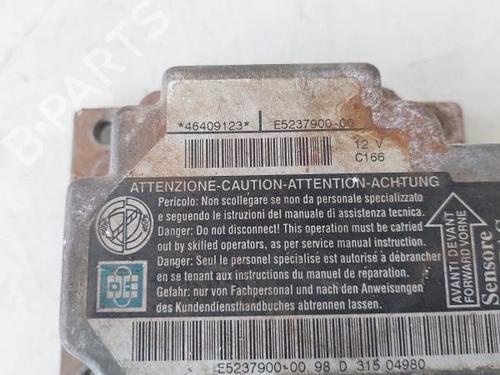 *46409123* E5237900-00
12 V
C166
ATTENZIONE-CAUTION-ATTENTION-ACHTUNG
Pericolo: Non scollegare se non da personale specializzato
e seguendo le istruzioni del manuale di assistenza tecnica.
Danger: Do not disconnect! This operation must be carried out
by skilled operators, as per service manual instruction.
Danger: Seul le personel spécialisé est autorisé à débrancher
en se tenant aux instructions du manuel de réparation.
Gefahr: nur von Fachpersonal und nach den Anweisungen
des Kundendiensthandbuches abtrennen lassen.
AVANTI DEVANT
FORWARD VORNE
Sensore
E5237900-00 98 D 315 04980
B-PARTS